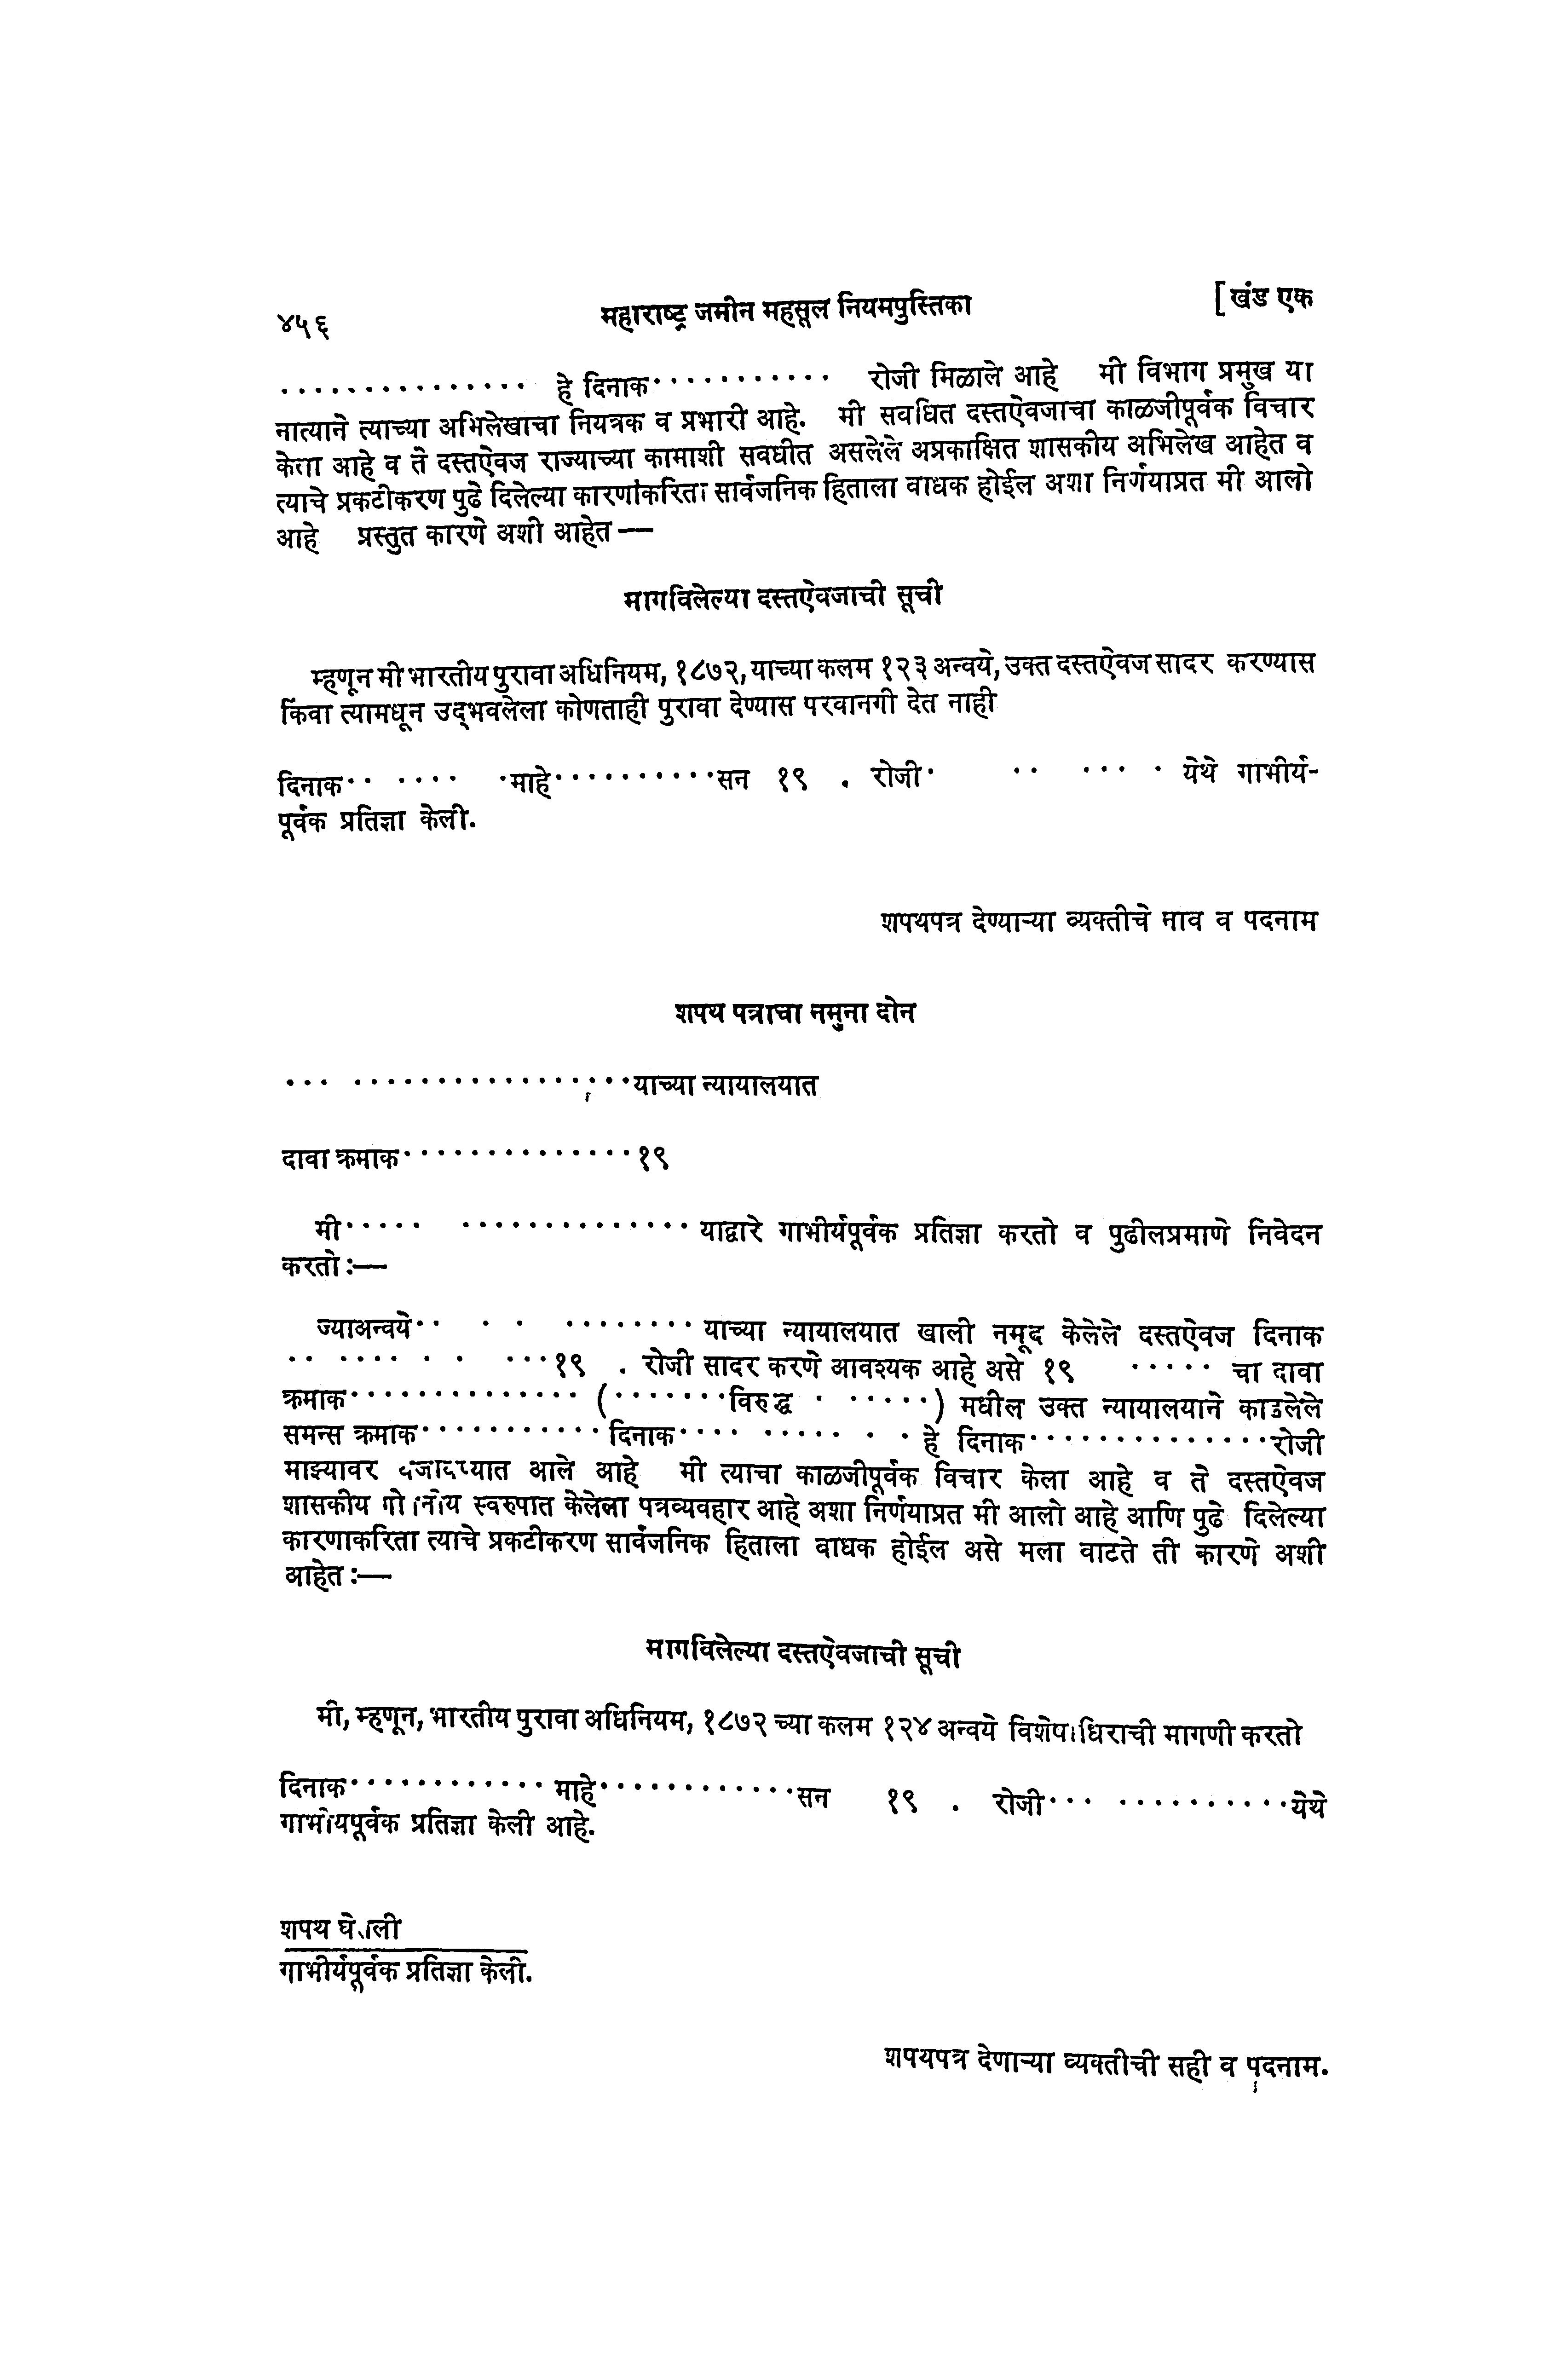 ४५६ महाराष्ट्र जमीन महसूल नियमपुस्तिका [खंड एक
............... हे दिनाक........... रोजी मिळाले आहे मी विभाग प्रमुख या
नात्याने त्याच्या अभिलेखाचा नियत्रक व प्रभारी आहे. मी सवधित दस्तऐवजाचा काळजीपूर्वक विचार
केला आहे व ते दस्तऐवज राज्याच्या कामाशी सवधीत असलेले अप्रकाक्षित शासकीय अभिलेख आहेत व
त्याचे प्रकटीकरण पुढे दिलेल्या कारणांकरिता सार्वजनिक हिताला वाधक होईल अशा निर्णयाप्रत मी आलो
आहे प्रस्तुत कारणे अशी आहेत —
मागविलेल्या दस्तऐवजाची सूची
म्हणून मी भारतीय पुरावा अधिनियम, १८७२, याच्या कलम १२३ अन्वये, उक्त दस्तऐवज सादर करण्यास
किंवा त्यामधून उद्‌भवलेला कोणताही पुरावा देण्यास परवानगी देत नाही
दिनाक.. .... .माहे..........सन १९ . रोजी. .. ... . येथे गाभीर्य-
पूर्वक प्रतिज्ञा केली.
शपथपत्र देण्याऱ्या व्यक्तीचे नाव व पदनाम
शपथ पत्राचा नमुना दोन
... .................याच्या न्यायालयात
दावा क्रमाक..............१९
मी..... .............. याद्वारे गाभीर्यपूर्वक प्रतिज्ञा करतो व पुढीलप्रमाणे निवेदन
करतो :—
ज्याअन्वये.. . . ........ याच्या न्यायालयात खाली नमूद केलेले दस्तऐवज दिनाक
.. .... . . ...१९ . रोजी सादर करणे आवश्यक आहे असे १९ ..... चा दावा
क्रमाक.............. (.......विरुद्ध . .....) मधील उक्त न्यायालयाने काढलेले
समन्स क्रमाक...........दिनाक.... ..... . . हे दिनाक..............रोजी
माझ्यावर आले आहे मी त्याचा काळजीपूर्वक विचार केला आहे व ते दस्तऐवज
शासकीय स्वरुपात केलेला पत्रव्यवहार आहे अशा निर्णयाप्रत मी आलो आहे आणि पुढे दिलेल्या
कारणाकरिता त्याचे प्रकटीकरण सार्वजनिक हिताला वाधक होईल असे मला वाटते ती कारणे अशी
आहेत :—
मागविलेल्या दस्तऐवजाची सूची
मी, म्हणून, भारतीय पुरावा अधिनियम, १८७२ च्या कलम १२४ अन्वये मागणी करतो
दिनाक............ माहे............सन १९ . रोजी... ..........येथे
गाभीर्यपूर्वक प्रतिज्ञा केली आहे.
शपथ घेतली
गाभीर्यपूर्वक प्रतिज्ञा केली.
शपथपत्र देणाऱ्या व्यक्तीची सही व पदनाम.